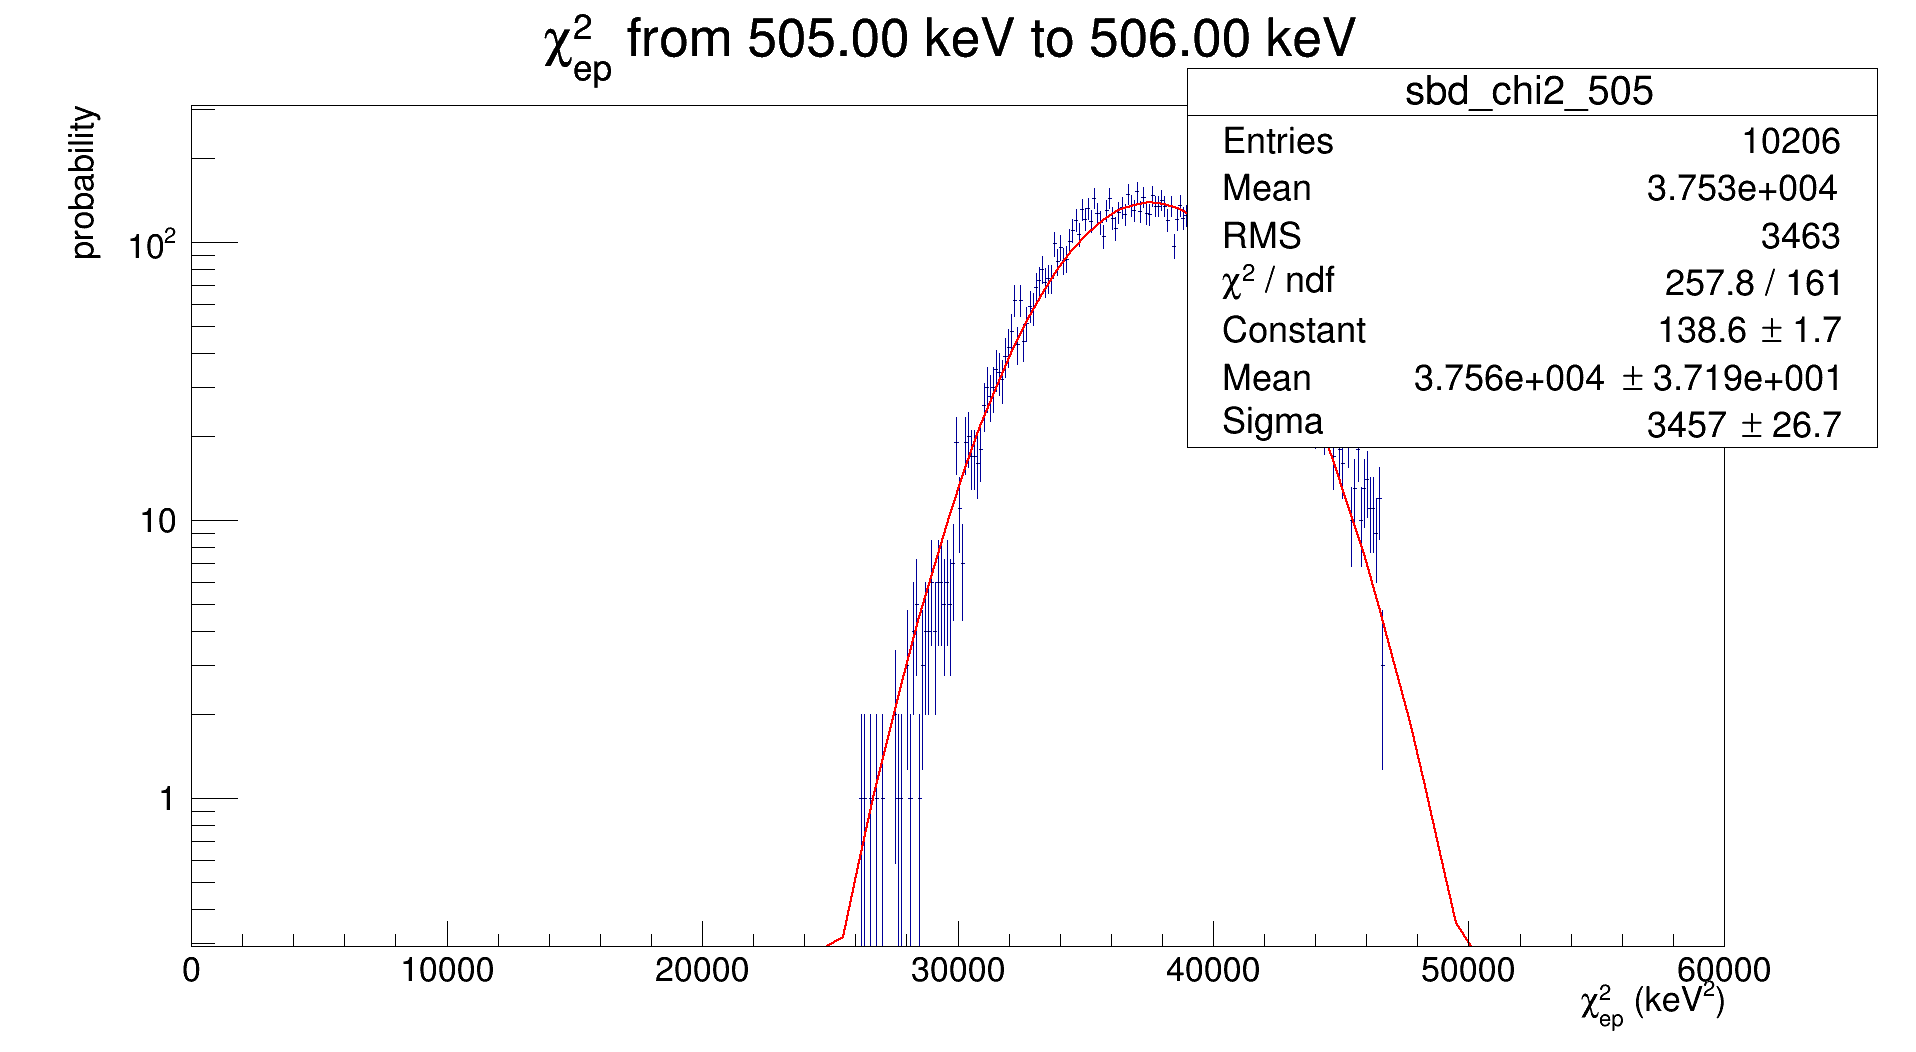 χ²ep from 505.00 keV to 506.00 keV
sbd_chi2_505
Entries 10206
Mean 3.753e+004
RMS 3463
χ² / ndf 257.8 / 161
Constant 138.6 ± 1.7
Mean 3.756e+004 ± 3.719e+001
Sigma 3457 ± 26.7
probability
10²
10
1
0 10000 20000 30000 40000 50000 60000
χ²ep (keV²)